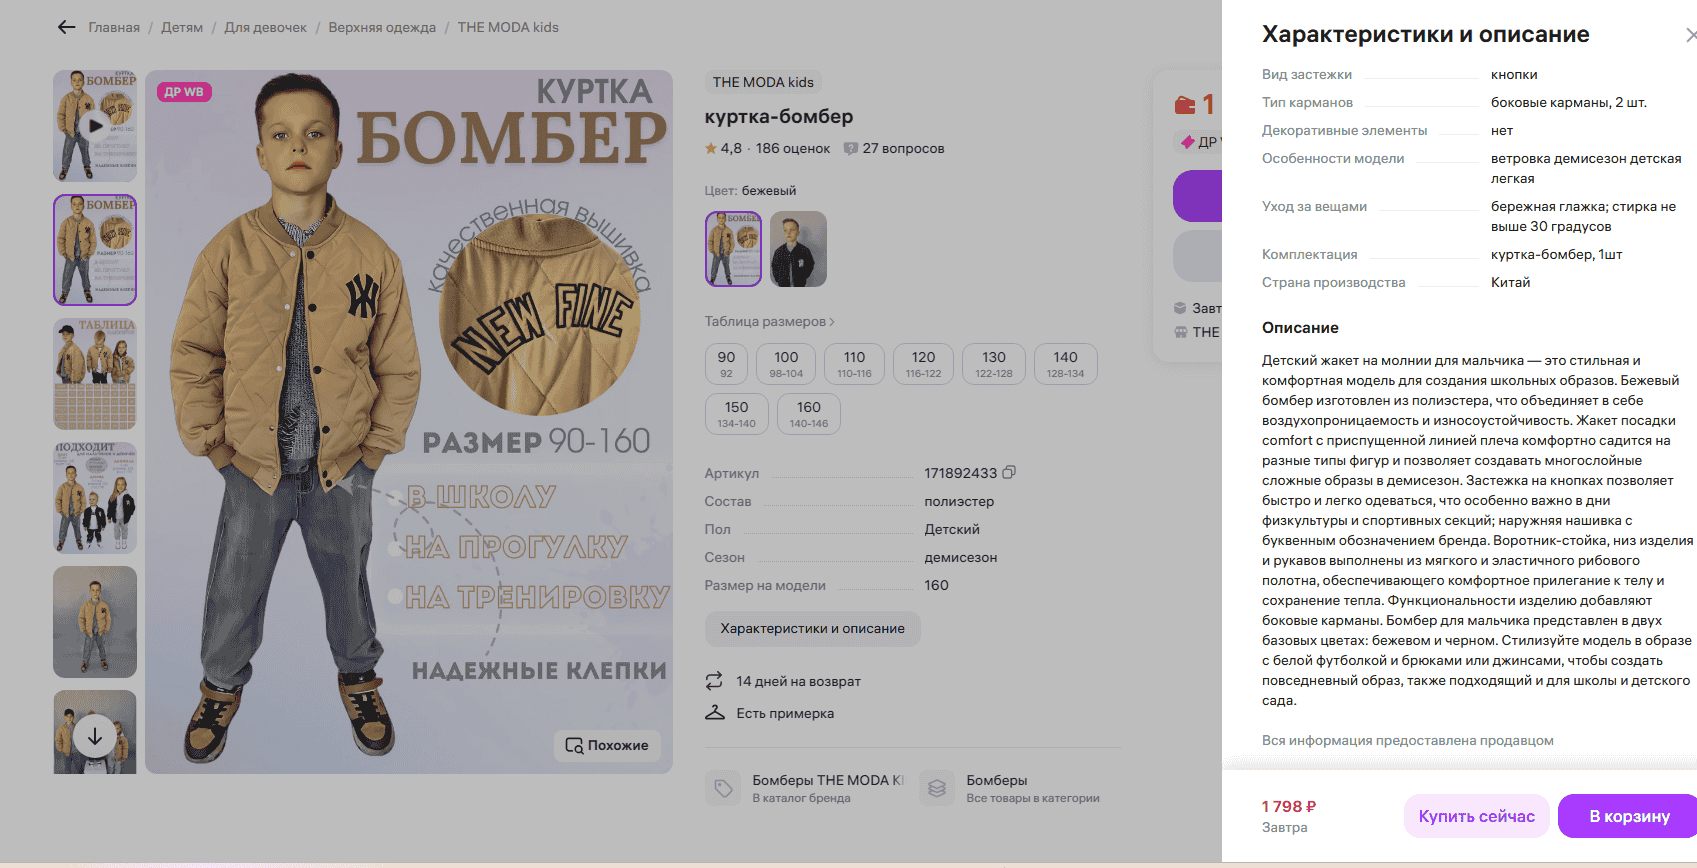 Главная / Детям / Для девочек / Верхняя одежда / THE MODA kids
ДР WB
КУРТКА
БОМБЕР
качественная вышивка
NEW FINE
NY
РАЗМЕР 90-160
В ШКОЛУ
НА ПРОГУЛКУ
НА ТРЕНИРОВКУ
НАДЕЖНЫЕ КЛЕПКИ
Похожие
БОМБЕР
БОМБЕР
РАЗМЕР 90-160
ТАБЛИЦА
ПОДХОДИТ
THE MODA kids
куртка-бомбер
4,8 · 186 оценок 27 вопросов
Цвет: бежевый
Таблица размеров
90 100 110 120 130 140
92 98-104 110-116 116-122 122-128 128-134
150 160
134-140 140-146
Артикул 171892433
Состав полиэстер
Пол Детский
Сезон демисезон
Размер на модели 160
Характеристики и описание
14 дней на возврат
Есть примерка
Бомберы THE MODA KI
В каталог бренда
Бомберы
Все товары в категории
1
ДР
Завт
THE
Характеристики и описание
Вид застежки кнопки
Тип карманов боковые карманы, 2 шт.
Декоративные элементы нет
Особенности модели ветровка демисезон детская
легкая
Уход за вещами бережная глажка; стирка не
выше 30 градусов
Комплектация куртка-бомбер, 1шт
Страна производства Китай
Описание
Детский жакет на молнии для мальчика — это стильная и
комфортная модель для создания школьных образов. Бежевый
бомбер изготовлен из полиэстера, что объединяет в себе
воздухопроницаемость и износоустойчивость. Жакет посадки
comfort с приспущенной линией плеча комфортно садится на
разные типы фигур и позволяет создавать многослойные
сложные образы в демисезон. Застежка на кнопках позволяет
быстро и легко одеваться, что особенно важно в дни
физкультуры и спортивных секций; наружняя нашивка с
буквенным обозначением бренда. Воротник-стойка, низ изделия
и рукавов выполнены из мягкого и эластичного рибового
полотна, обеспечивающего комфортное прилегание к телу и
сохранение тепла. Функциональности изделию добавляют
боковые карманы. Бомбер для мальчика представлен в двух
базовых цветах: бежевом и черном. Стилизуйте модель в образе
с белой футболкой и брюками или джинсами, чтобы создать
повседневный образ, также подходящий и для школы и детского
сада.
Вся информация предоставлена продавцом
1 798 ₽
Завтра
Купить сейчас
В корзину